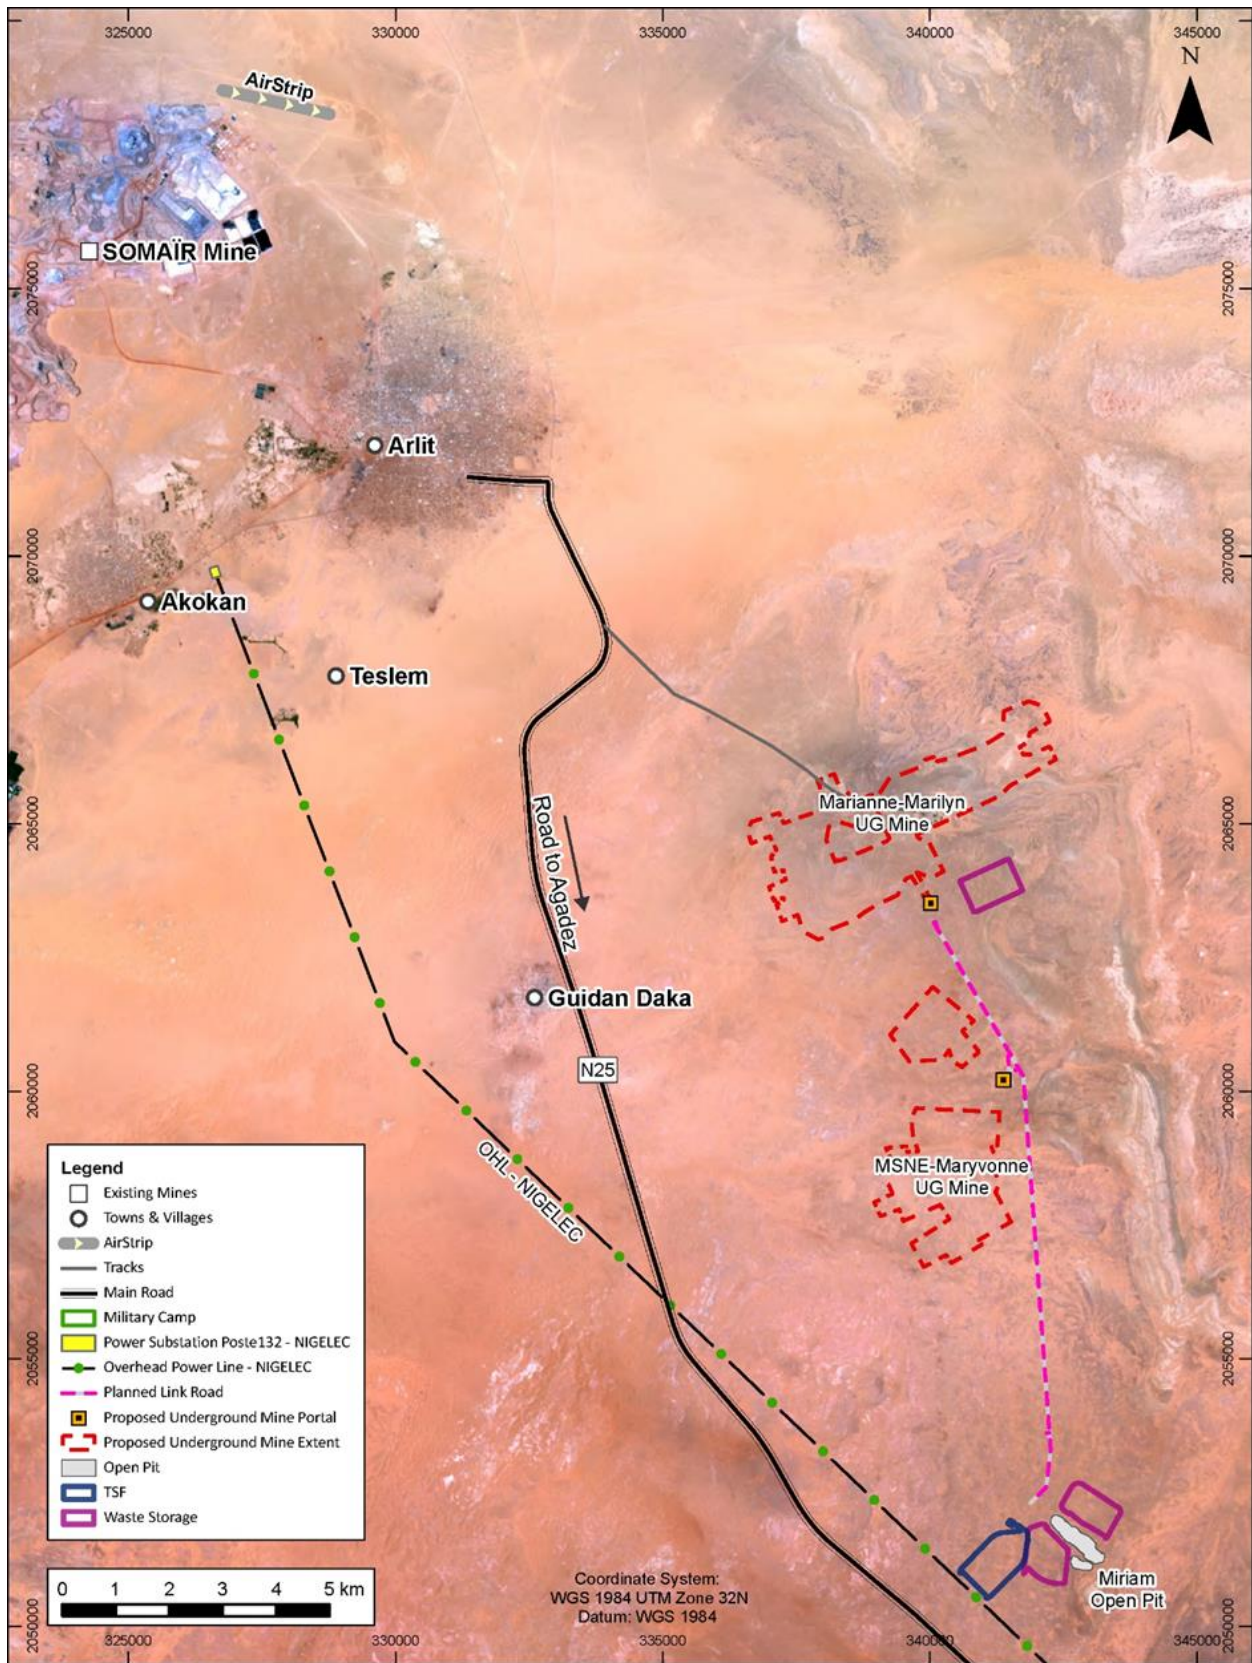 325000
330000
335000
340000
345000
N
AirStrip
SOMAÏR Mine
2075000
2075000
Arlit
2070000
2070000
Akokan
Teslem
2065000
2065000
Marianne-Marilyn
UG Mine
Road to Agadez
Guidan Daka
N25
2060000
2060000
OHL - NIGELEC
MSNE-Maryvonne
UG Mine
Legend
Existing Mines
Towns & Villages
AirStrip
Tracks
Main Road
Military Camp
Power Substation Poste132 - NIGELEC
Overhead Power Line - NIGELEC
Planned Link Road
Proposed Underground Mine Portal
Proposed Underground Mine Extent
Open Pit
TSF
Waste Storage
2055000
2055000
0 1 2 3 4 5 km
Coordinate System:
WGS 1984 UTM Zone 32N
Datum: WGS 1984
Miriam
Open Pit
2050000
2050000
325000
330000
335000
340000
345000